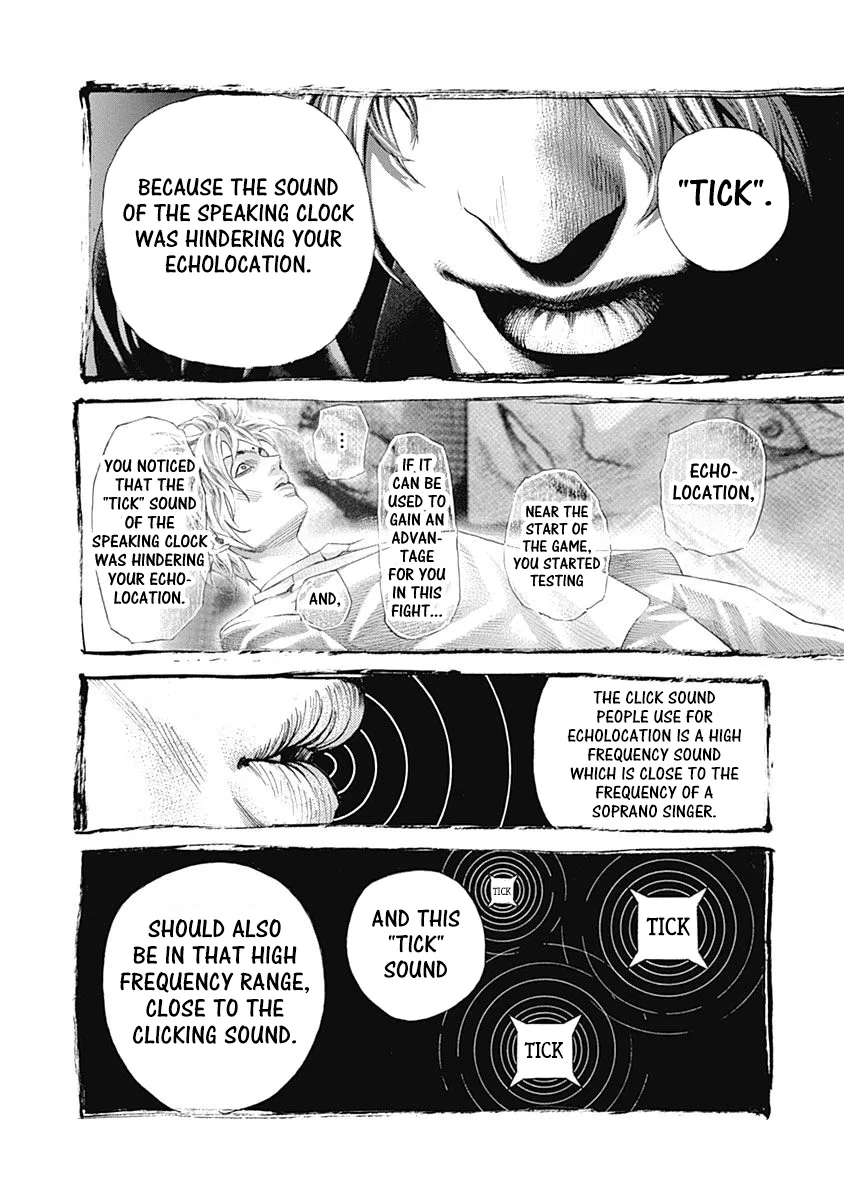 "TICK".
BECAUSE THE SOUND
OF THE SPEAKING CLOCK
WAS HINDERING YOUR
ECHOLOCATION.
ECHO-
LOCATION,
NEAR THE
START OF
THE GAME,
YOU STARTED
TESTING
IF IT
CAN BE
USED TO
GAIN AN
ADVAN-
TAGE
FOR YOU
IN THIS
FIGHT...
...
AND,
YOU NOTICED
THAT THE
"TICK" SOUND
OF THE
SPEAKING CLOCK
WAS HINDERING
YOUR ECHO-
LOCATION.
THE CLICK SOUND
PEOPLE USE FOR
ECHOLOCATION IS A HIGH
FREQUENCY SOUND
WHICH IS CLOSE TO THE
FREQUENCY OF A
SOPRANO SINGER.
TICK
TICK
TICK
AND THIS
"TICK"
SOUND
SHOULD ALSO
BE IN THAT HIGH
FREQUENCY RANGE,
CLOSE TO THE
CLICKING SOUND.